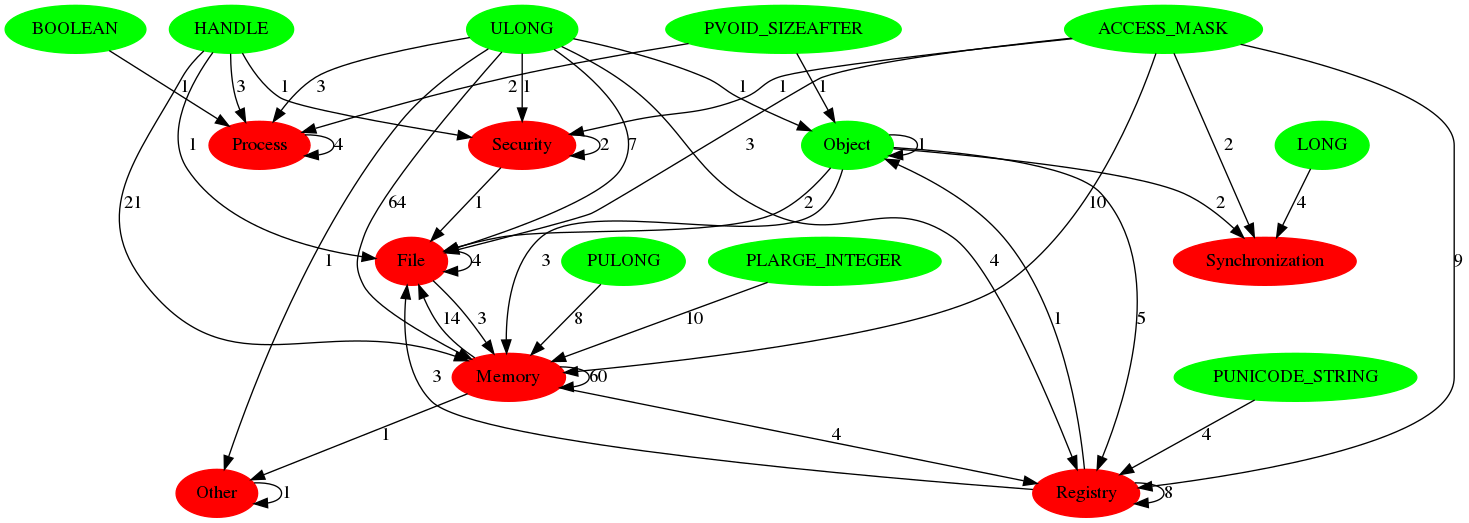 BOOLEAN
HANDLE
ULONG
PVOID_SIZEAFTER
ACCESS_MASK
1
3
1
3
1
2
1
1
1
9
Process
4
Security
2
Object
1
LONG
1
7
3
2
21
64
1
2
10
2
4
File
4
PULONG
PLARGE_INTEGER
Synchronization
1
3
4
14
3
8
10
1
5
Memory
60
PUNICODE_STRING
3
1
4
4
Other
1
Registry
8